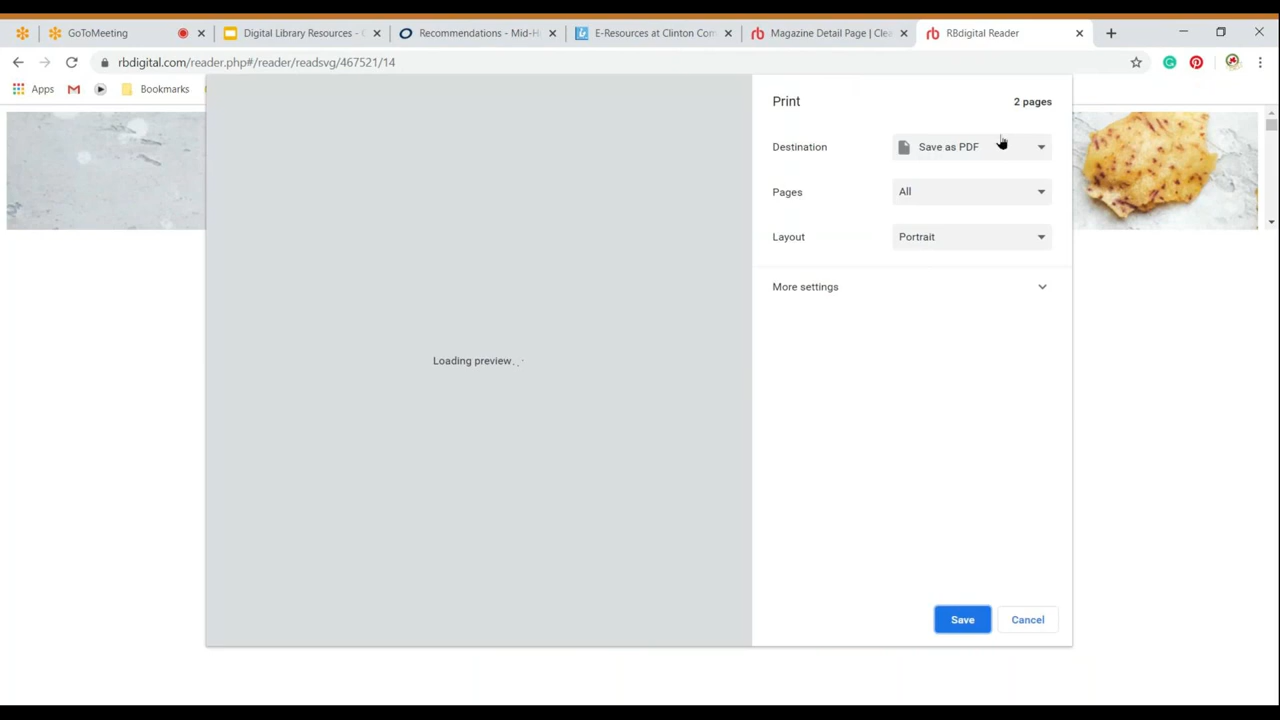 GoToMeeting
Digital Library Resources - C
Recommendations - Mid-H
E-Resources at Clinton Com
Magazine Detail Page | Clea
RBdigital Reader
rbdigital.com/reader.php#/reader/readsvg/467521/14
Apps
Bookmarks
Print
2 pages
Destination
Save as PDF
Pages
All
Layout
Portrait
More settings
Loading preview...
Save
Cancel